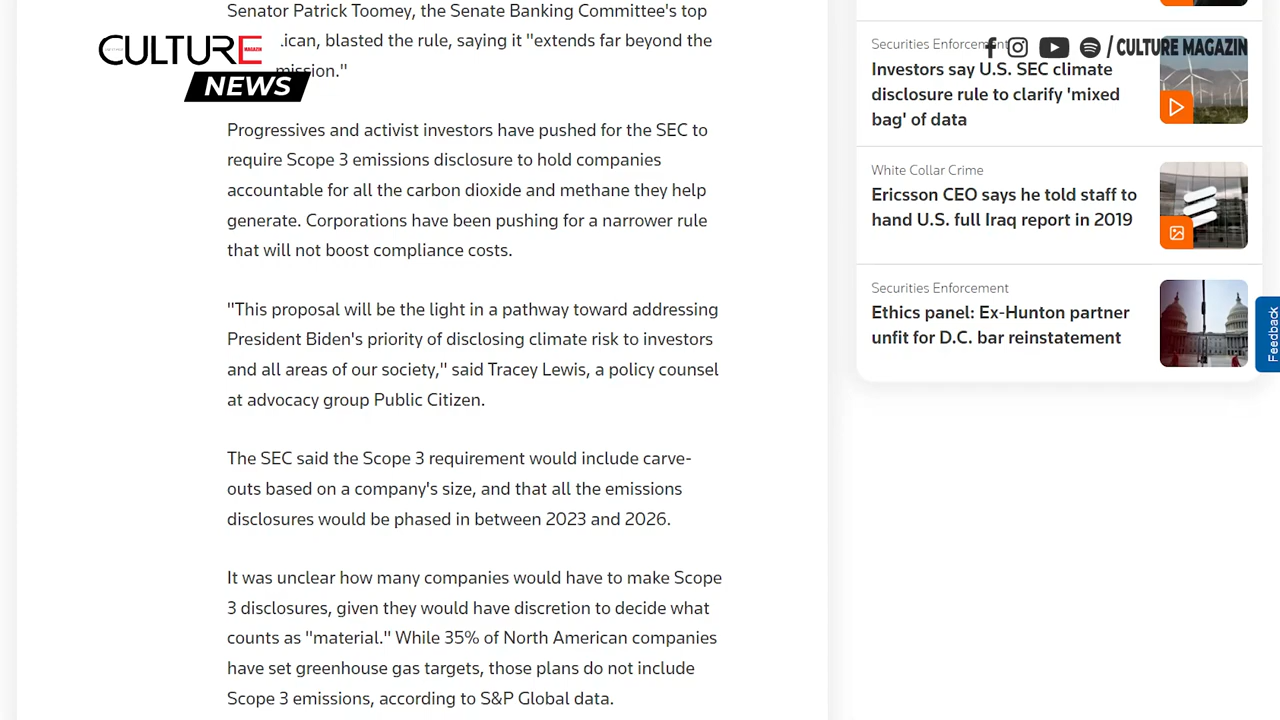 Senator Patrick Toomey, the Senate Banking Committee's top
ican, blasted the rule, saying it "extends far beyond the
mission."
CULTURE
MAGAZIN
NEWS
Progressives and activist investors have pushed for the SEC to
require Scope 3 emissions disclosure to hold companies
accountable for all the carbon dioxide and methane they help
generate. Corporations have been pushing for a narrower rule
that will not boost compliance costs.
"This proposal will be the light in a pathway toward addressing
President Biden's priority of disclosing climate risk to investors
and all areas of our society," said Tracey Lewis, a policy counsel
at advocacy group Public Citizen.
The SEC said the Scope 3 requirement would include carve-
outs based on a company's size, and that all the emissions
disclosures would be phased in between 2023 and 2026.
It was unclear how many companies would have to make Scope
3 disclosures, given they would have discretion to decide what
counts as "material." While 35% of North American companies
have set greenhouse gas targets, those plans do not include
Scope 3 emissions, according to S&P Global data.
Securities Enforcement
/ CULTURE MAGAZIN
Investors say U.S. SEC climate
disclosure rule to clarify 'mixed
bag' of data
White Collar Crime
Ericsson CEO says he told staff to
hand U.S. full Iraq report in 2019
Securities Enforcement
Ethics panel: Ex-Hunton partner
unfit for D.C. bar reinstatement
Feedback